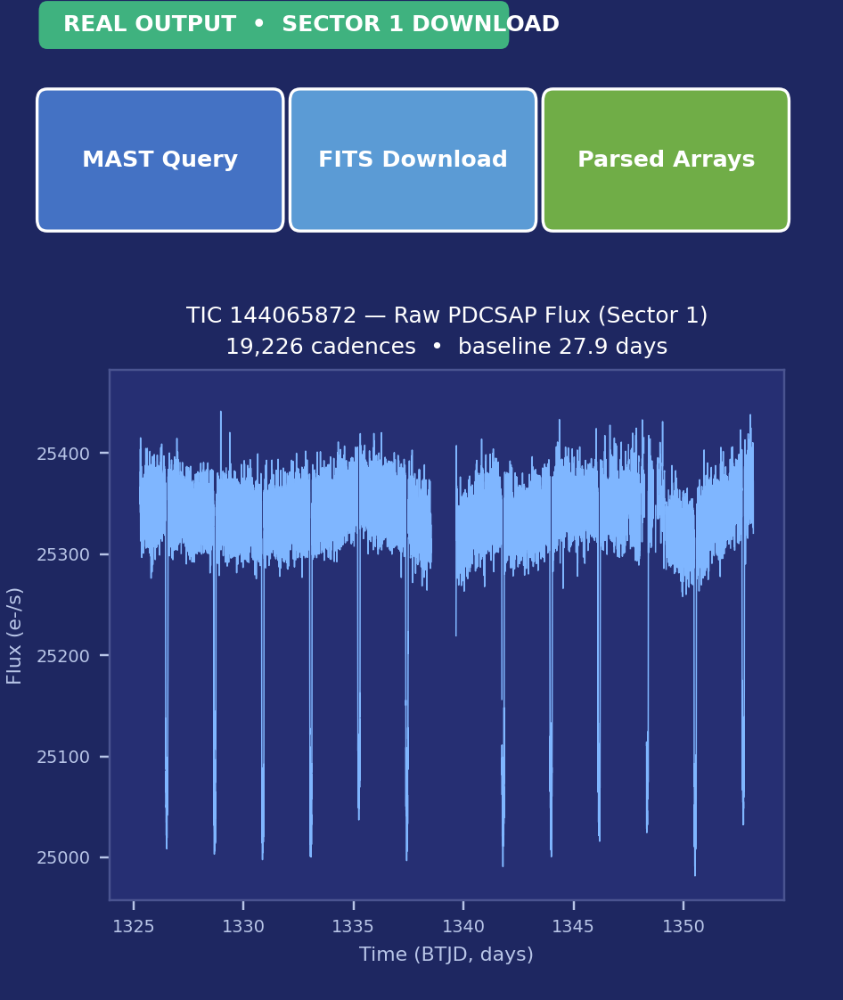 REAL OUTPUT • SECTOR 1 DOWNLOAD
MAST Query
FITS Download
Parsed Arrays
TIC 144065872 — Raw PDCSAP Flux (Sector 1)
19,226 cadences • baseline 27.9 days
Flux (e-/s)
25400
25300
25200
25100
25000
1325
1330
1335
1340
1345
1350
Time (BTJD, days)